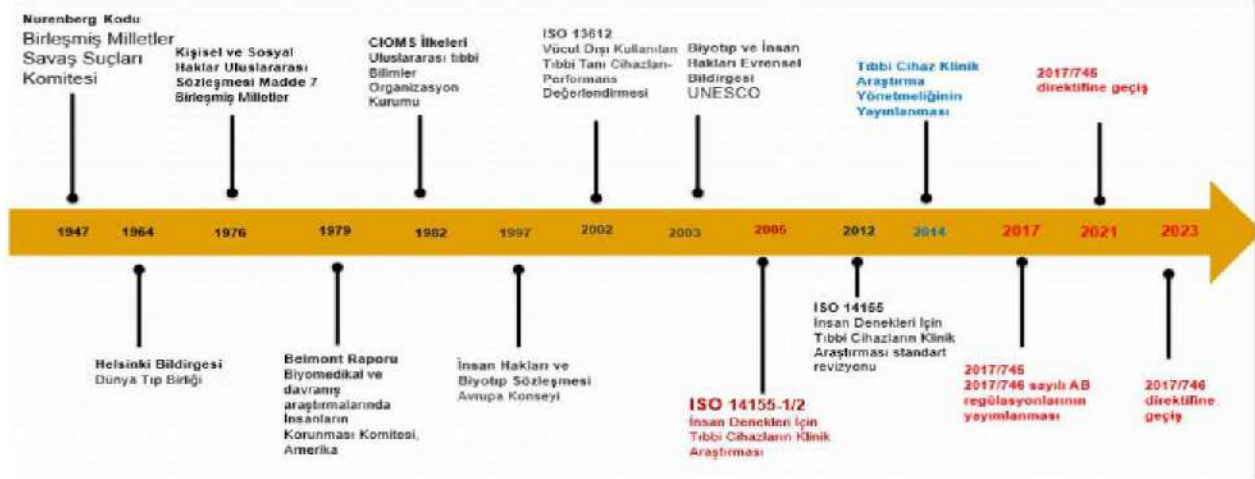 Nurenberg Kodu
Birleşmiş Milletler
Savaş Suçları
Komitesi
Kişisel ve Sosyal
Haklar Uluslararası
Sözleşmesi Madde 7
Birleşmiş Milletler
CIOMS İlkeleri
Uluslararası tıbbi
Bilimler
Organizasyon
Kurumu
ISO 13612
Vücut Dışı Kullanılan
Tıbbi Tanı Cihazları-
Performans
Değerlendirmesi
Biyotıp ve İnsan
Hakları Evrensel
Bildirgesi
UNESCO
Tıbbi Cihaz Klinik
Araştırma
Yönetmeliğinin
Yayınlanması
2017/745
direktifine geçiş
1947 1964 1976 1979 1982 1997 2002 2003 2005 2012 2014 2017 2021 2023
Helsinki Bildirgesi
Dünya Tıp Birliği
Belmont Raporu
Biyomedikal ve
davranış
araştırmalarında
İnsanların
Korunması Komitesi,
Amerika
İnsan Hakları ve
Biyotıp Sözleşmesi
Avrupa Konseyi
ISO 14155-1/2
İnsan Denekleri İçin
Tıbbi Cihazların Klinik
Araştırması
ISO 14155
İnsan Denekleri İçin
Tıbbi Cihazların Klinik
Araştırması standart
revizyonu
2017/745
2017/746 sayılı AB
regülasyonlarının
yayımlanması
2017/746
direktifine
geçiş